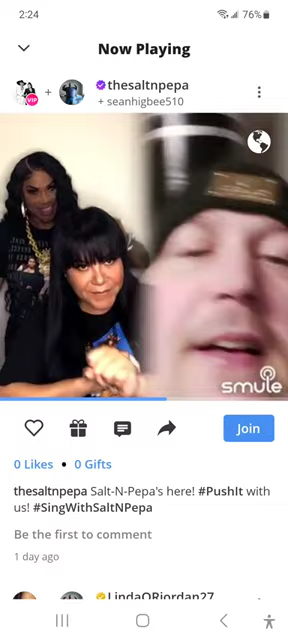 2:24 76%
Now Playing
VIP + thesaltnpepa
+ seanhigbee510
smule
Join
0 Likes • 0 Gifts
thesaltnpepa Salt-N-Pepa's here! #PushIt with
us! #SingWithSaltNPepa
Be the first to comment
1 day ago
LindaORiordan27